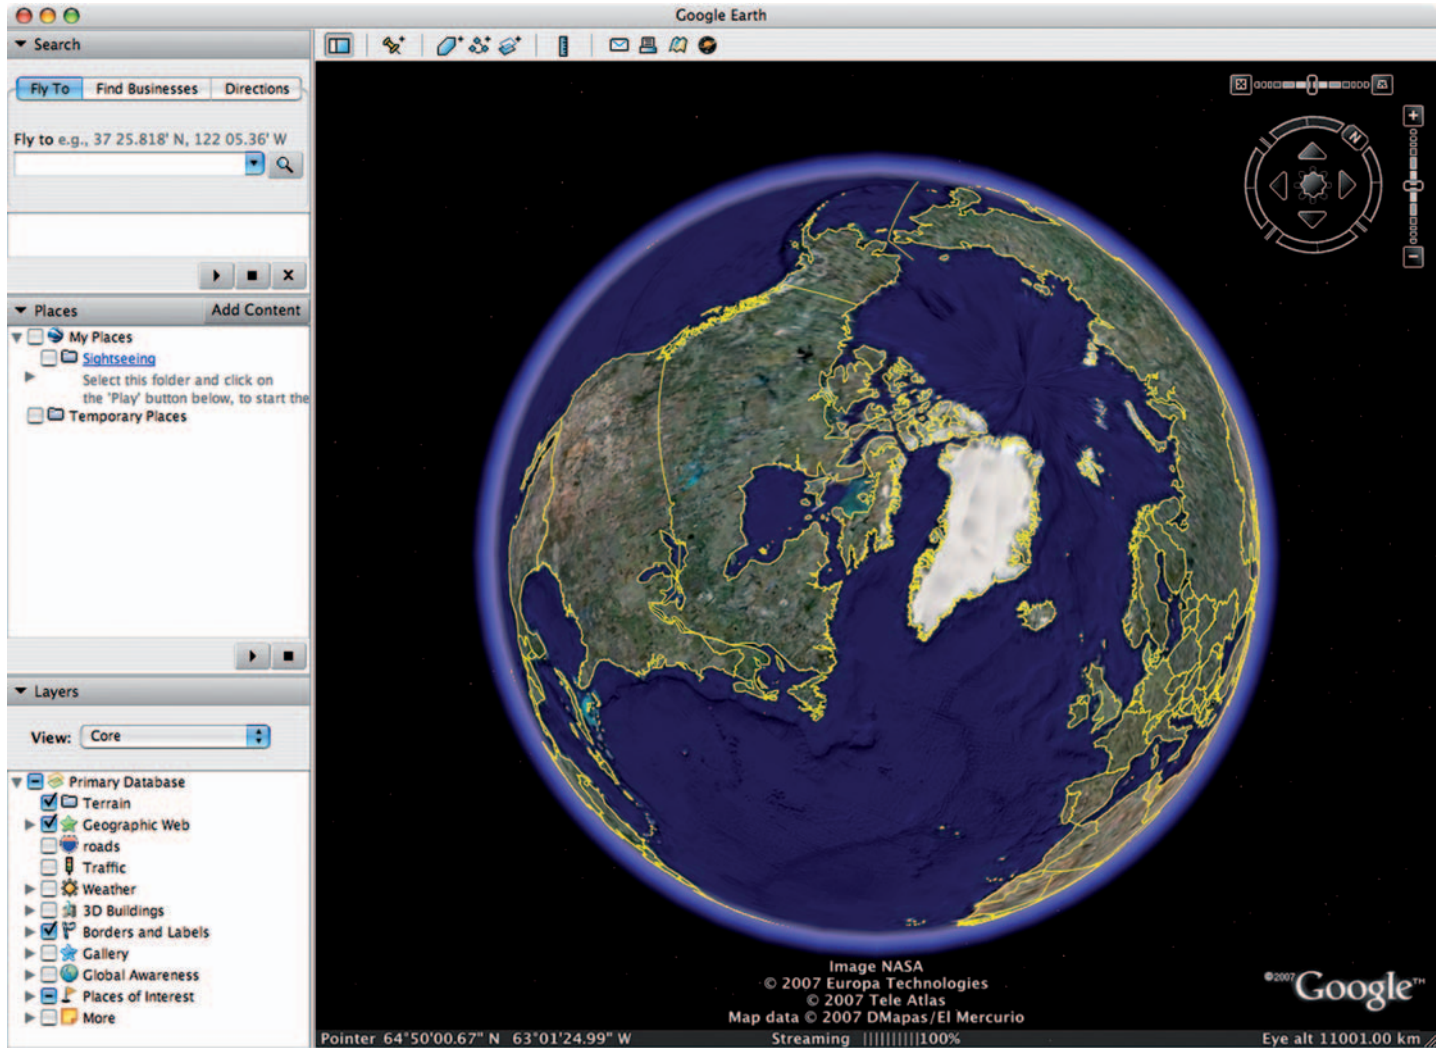 Google Earth
Search
Fly To Find Businesses Directions
Fly to e.g., 37 25.818' N, 122 05.36' W
Places Add Content
My Places
Sightseeing
Select this folder and click on
the 'Play' button below, to start the
Temporary Places
Layers
View: Core
Primary Database
Terrain
Geographic Web
roads
Traffic
Weather
3D Buildings
Borders and Labels
Gallery
Global Awareness
Places of Interest
More
N
Image NASA
© 2007 Europa Technologies
© 2007 Tele Atlas
Map data © 2007 DMapas/El Mercurio
©2007 Google™
Pointer 64°50'00.67" N 63°01'24.99" W Streaming ||||||||||100% Eye alt 11001.00 km